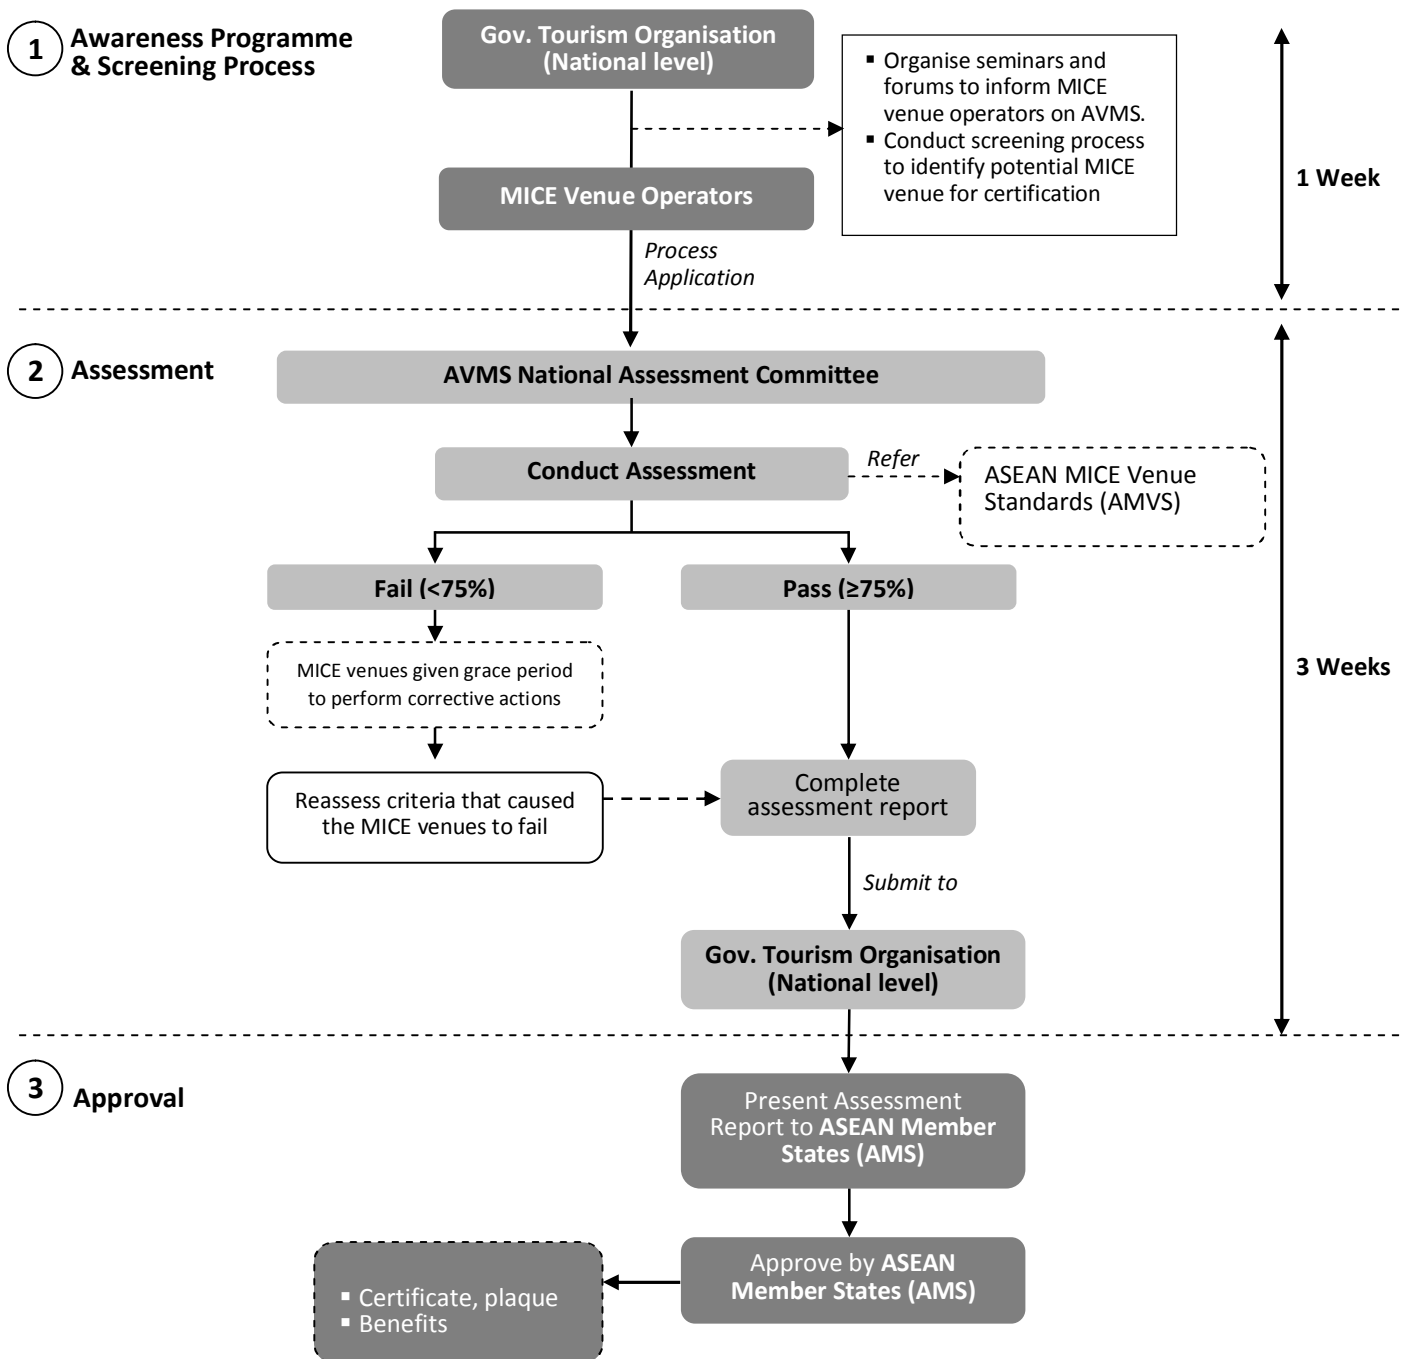 1
Awareness Programme
& Screening Process
Gov. Tourism Organisation
(National level)
▪ Organise seminars and
forums to inform MICE
venue operators on AVMS.
▪ Conduct screening process
to identify potential MICE
venue for certification
1 Week
MICE Venue Operators
Process
Application
2
Assessment
AVMS National Assessment Committee
Conduct Assessment
Refer
ASEAN MICE Venue
Standards (AMVS)
Fail (<75%)
Pass (≥75%)
MICE venues given grace period
to perform corrective actions
3 Weeks
Reassess criteria that caused
the MICE venues to fail
Complete
assessment report
Submit to
Gov. Tourism Organisation
(National level)
3
Approval
Present Assessment
Report to ASEAN Member
States (AMS)
Approve by ASEAN
Member States (AMS)
▪ Certificate, plaque
▪ Benefits